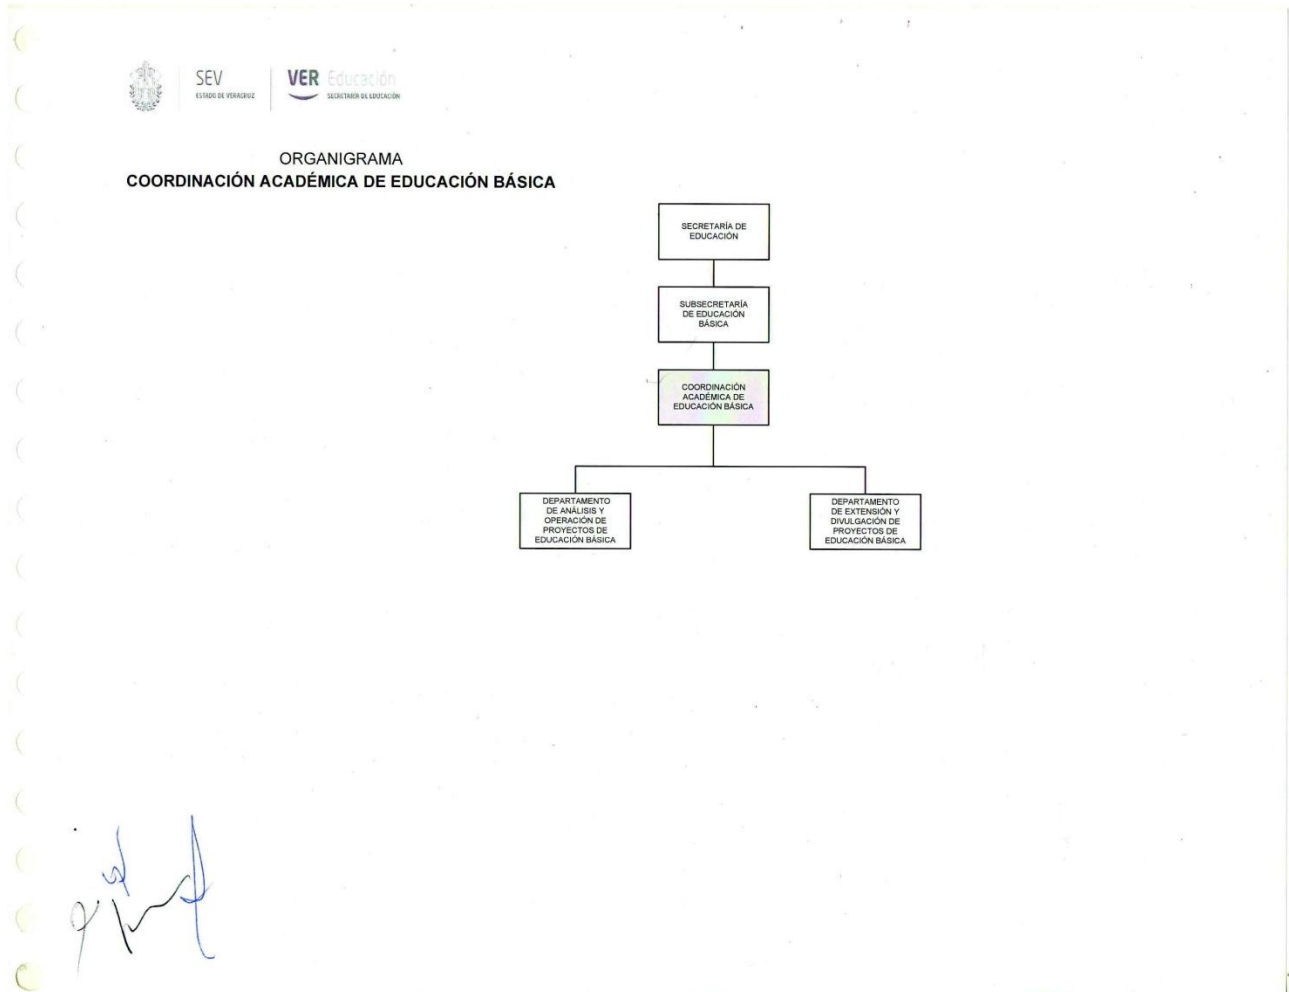 SEV
ESTADO DE VERACRUZ
VER Educación
SECRETARÍA DE EDUCACIÓN
ORGANIGRAMA
COORDINACIÓN ACADÉMICA DE EDUCACIÓN BÁSICA
SECRETARÍA DE
EDUCACIÓN
SUBSECRETARÍA
DE EDUCACIÓN
BÁSICA
COORDINACIÓN
ACADÉMICA DE
EDUCACIÓN BÁSICA
DEPARTAMENTO
DE ANÁLISIS Y
OPERACIÓN DE
PROYECTOS DE
EDUCACIÓN BÁSICA
DEPARTAMENTO
DE EXTENSIÓN Y
DIVULGACIÓN DE
PROYECTOS DE
EDUCACIÓN BÁSICA